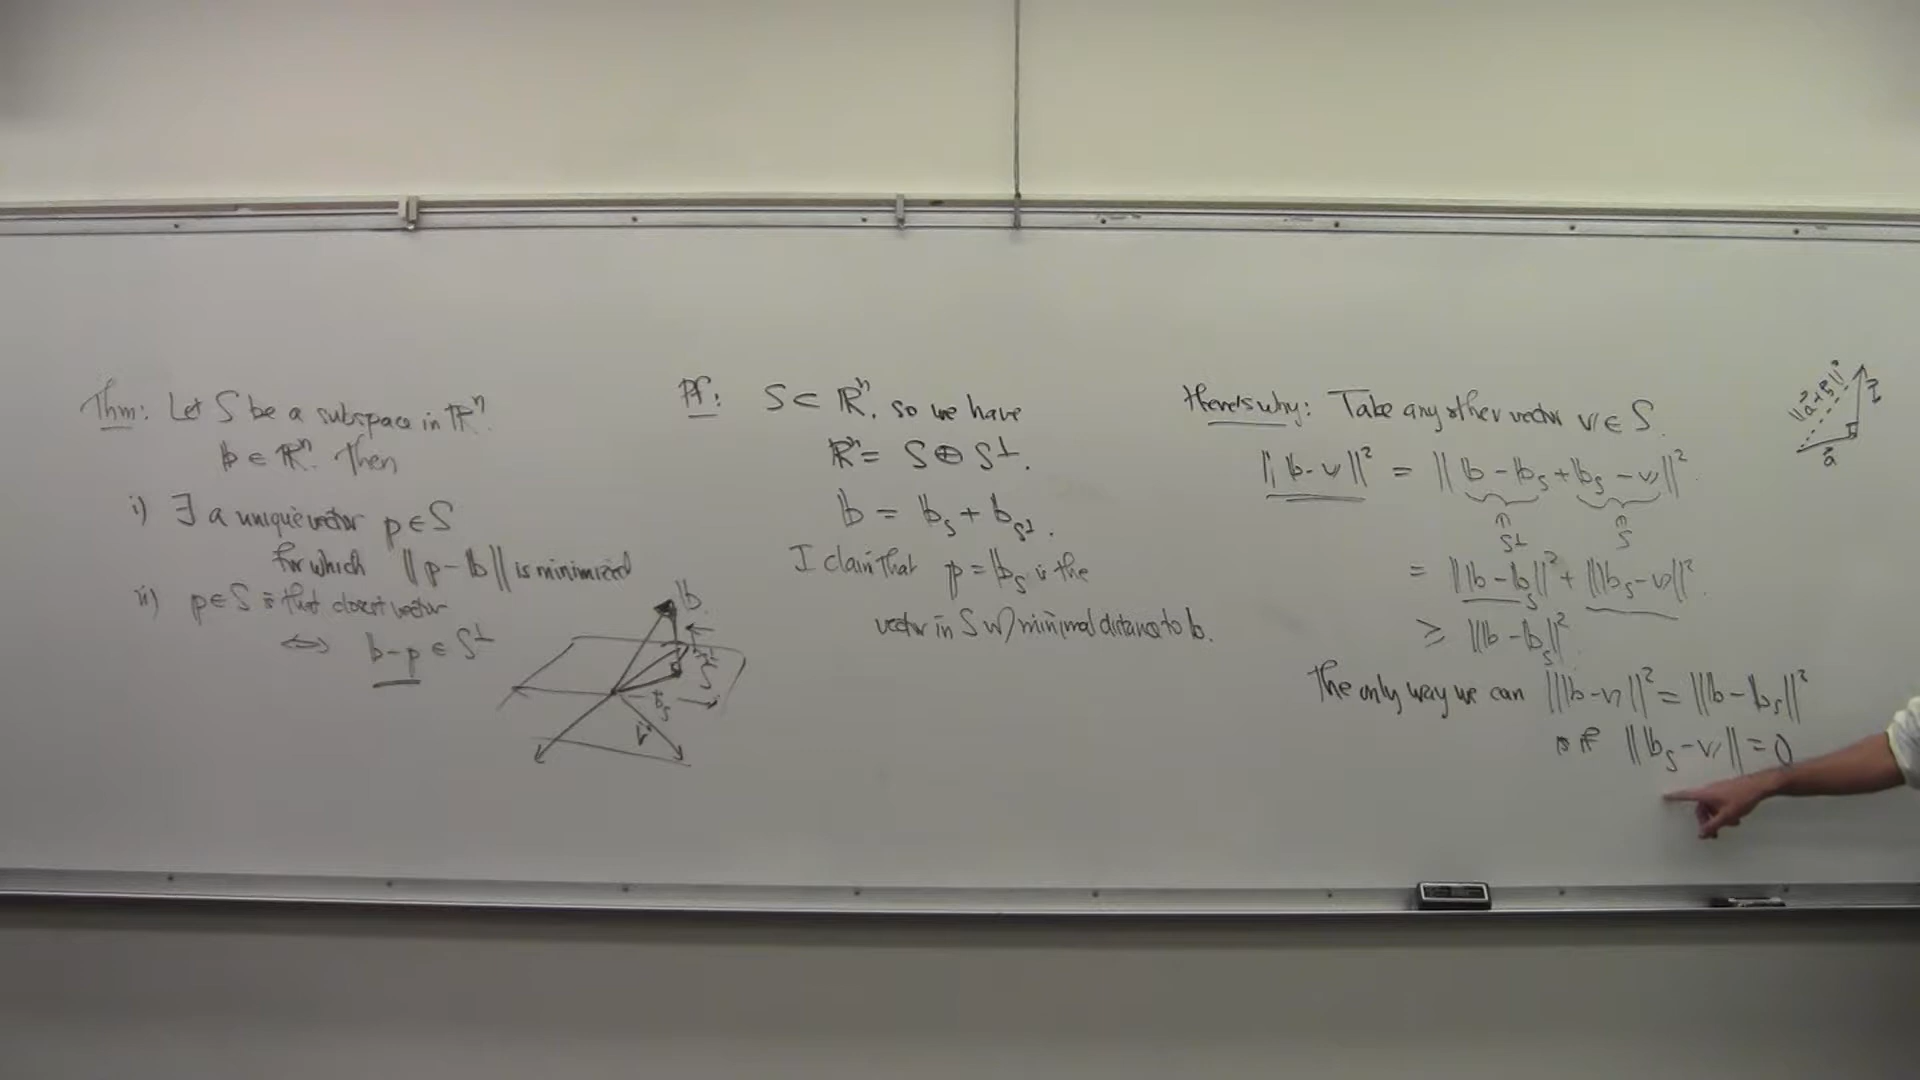 Thm: Let S be a subspace in ℝⁿ.
b ∈ ℝⁿ. Then
i) ∃ a unique vector p ∈ S
for which ‖p - b‖ is minimized
ii) p ∈ S is that closest vector
⇔ b - p ∈ S^⊥
b
b_S
v
Pf: S ⊂ ℝⁿ, so we have
ℝⁿ = S ⊕ S^⊥.
b = b_S + b_{S^⊥}.
I claim that p = b_S is the
vector in S w/ minimal distance to b.
Here's why: Take any other vector v ∈ S.
‖b - v‖² = ‖b - b_S + b_S - v‖²
∈ S^⊥ ∈ S
= ‖b - b_S‖² + ‖b_S - v‖².
≥ ‖b - b_S‖².
The only way we can ‖b - v‖² = ‖b - b_S‖²
is if ‖b_S - v‖ = 0
a